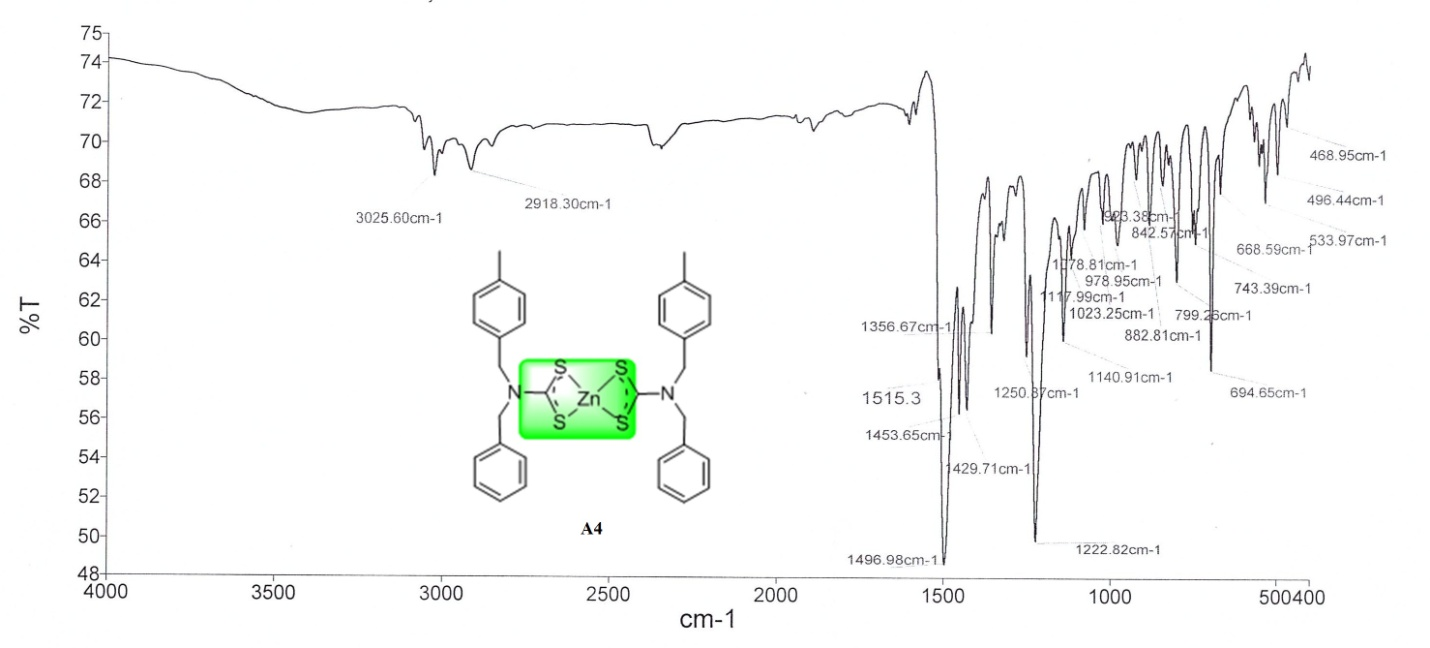 75
74
72
70
68
66
64
62
60
58
56
54
52
50
48
%T
4000
3500
3000
2500
2000
1500
1000
500400
cm-1
3025.60cm-1
2918.30cm-1
1356.67cm-1
1515.3
1453.65cm-1
1429.71cm-1
1496.98cm-1
1222.82cm-1
1250.87cm-1
1140.91cm-1
1078.81cm-1
978.95cm-1
1117.99cm-1
1023.25cm-1
923.38cm-1
842.57cm-1
882.81cm-1
799.26cm-1
694.65cm-1
743.39cm-1
668.59cm-1
533.97cm-1
496.44cm-1
468.95cm-1
S S
N Zn N
S S
A4